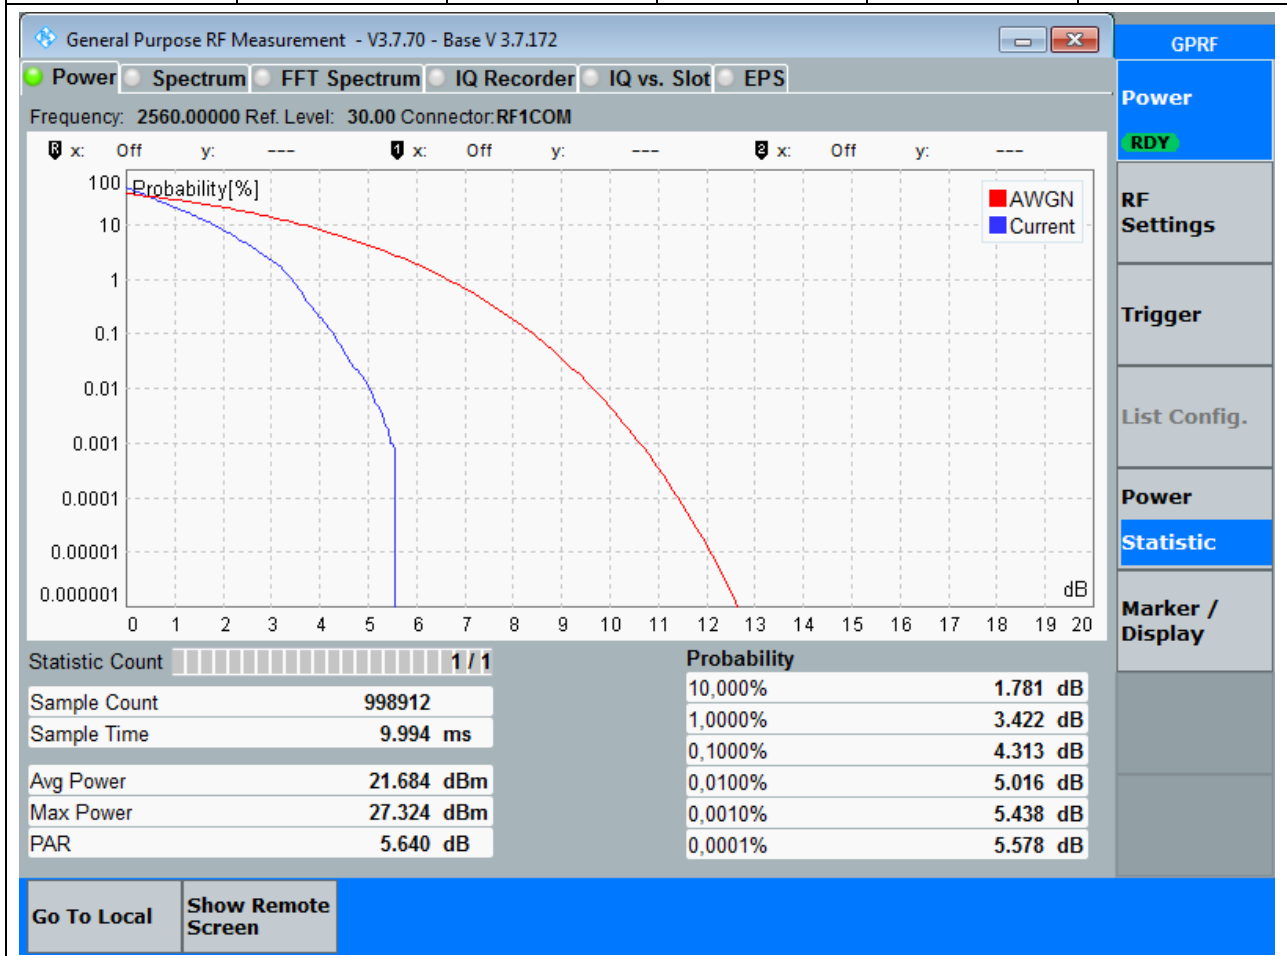 General Purpose RF Measurement - V3.7.70 - Base V 3.7.172
GPRF
Power Spectrum FFT Spectrum IQ Recorder IQ vs. Slot EPS
Frequency: 2560.00000 Ref. Level: 30.00 Connector: RF1COM
R x: Off y: --- 1 x: Off y: --- 2 x: Off y: ---
Probability[%]
AWGN
Current
100
10
1
0.1
0.01
0.001
0.0001
0.00001
0.000001
dB
0 1 2 3 4 5 6 7 8 9 10 11 12 13 14 15 16 17 18 19 20
Statistic Count 1 / 1
Sample Count 998912
Sample Time 9.994 ms
Avg Power 21.684 dBm
Max Power 27.324 dBm
PAR 5.640 dB
Probability
10,000% 1.781 dB
1,0000% 3.422 dB
0,1000% 4.313 dB
0,0100% 5.016 dB
0,0010% 5.438 dB
0,0001% 5.578 dB
Power
RDY
RF
Settings
Trigger
List Config.
Power
Statistic
Marker /
Display
Go To Local
Show Remote
Screen